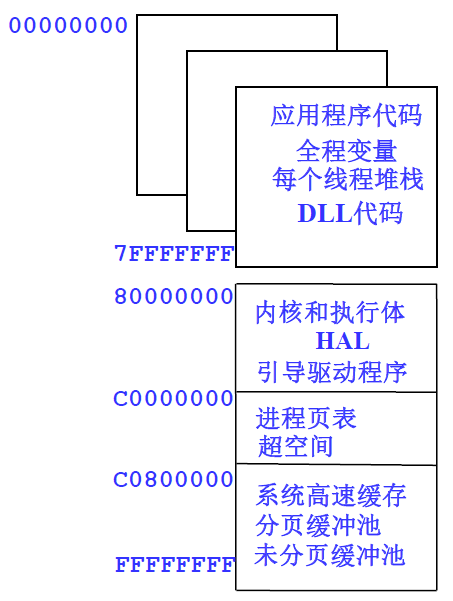 00000000
应用程序代码
全程变量
每个线程堆栈
DLL代码
7FFFFFFF
80000000
内核和执行体
HAL
引导驱动程序
C0000000
进程页表
超空间
C0800000
系统高速缓存
分页缓冲池
未分页缓冲池
FFFFFFFF